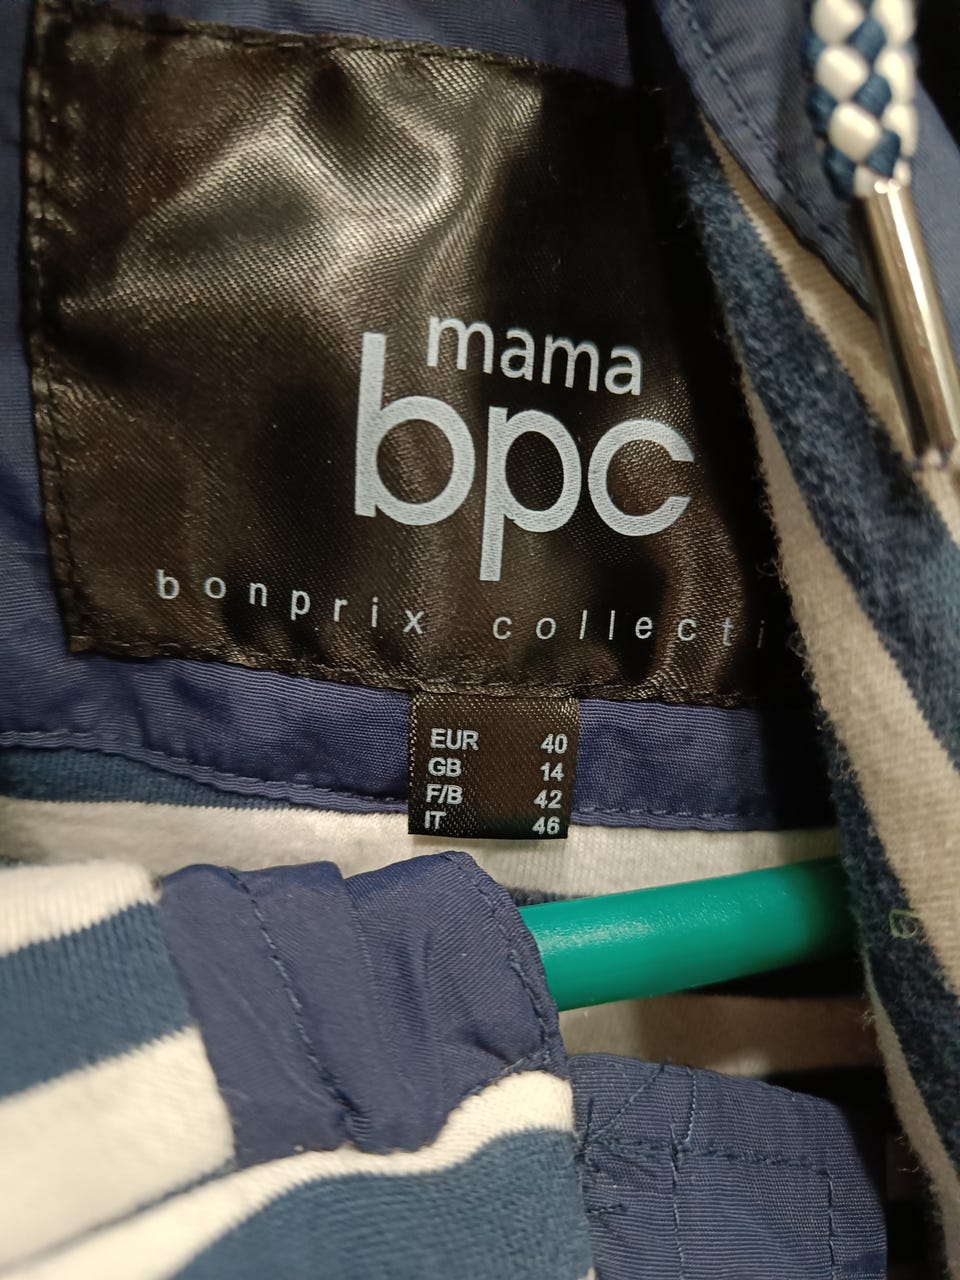 mama
bpc
bonprix collecti
EUR 40
GB 14
F/B 42
IT 46